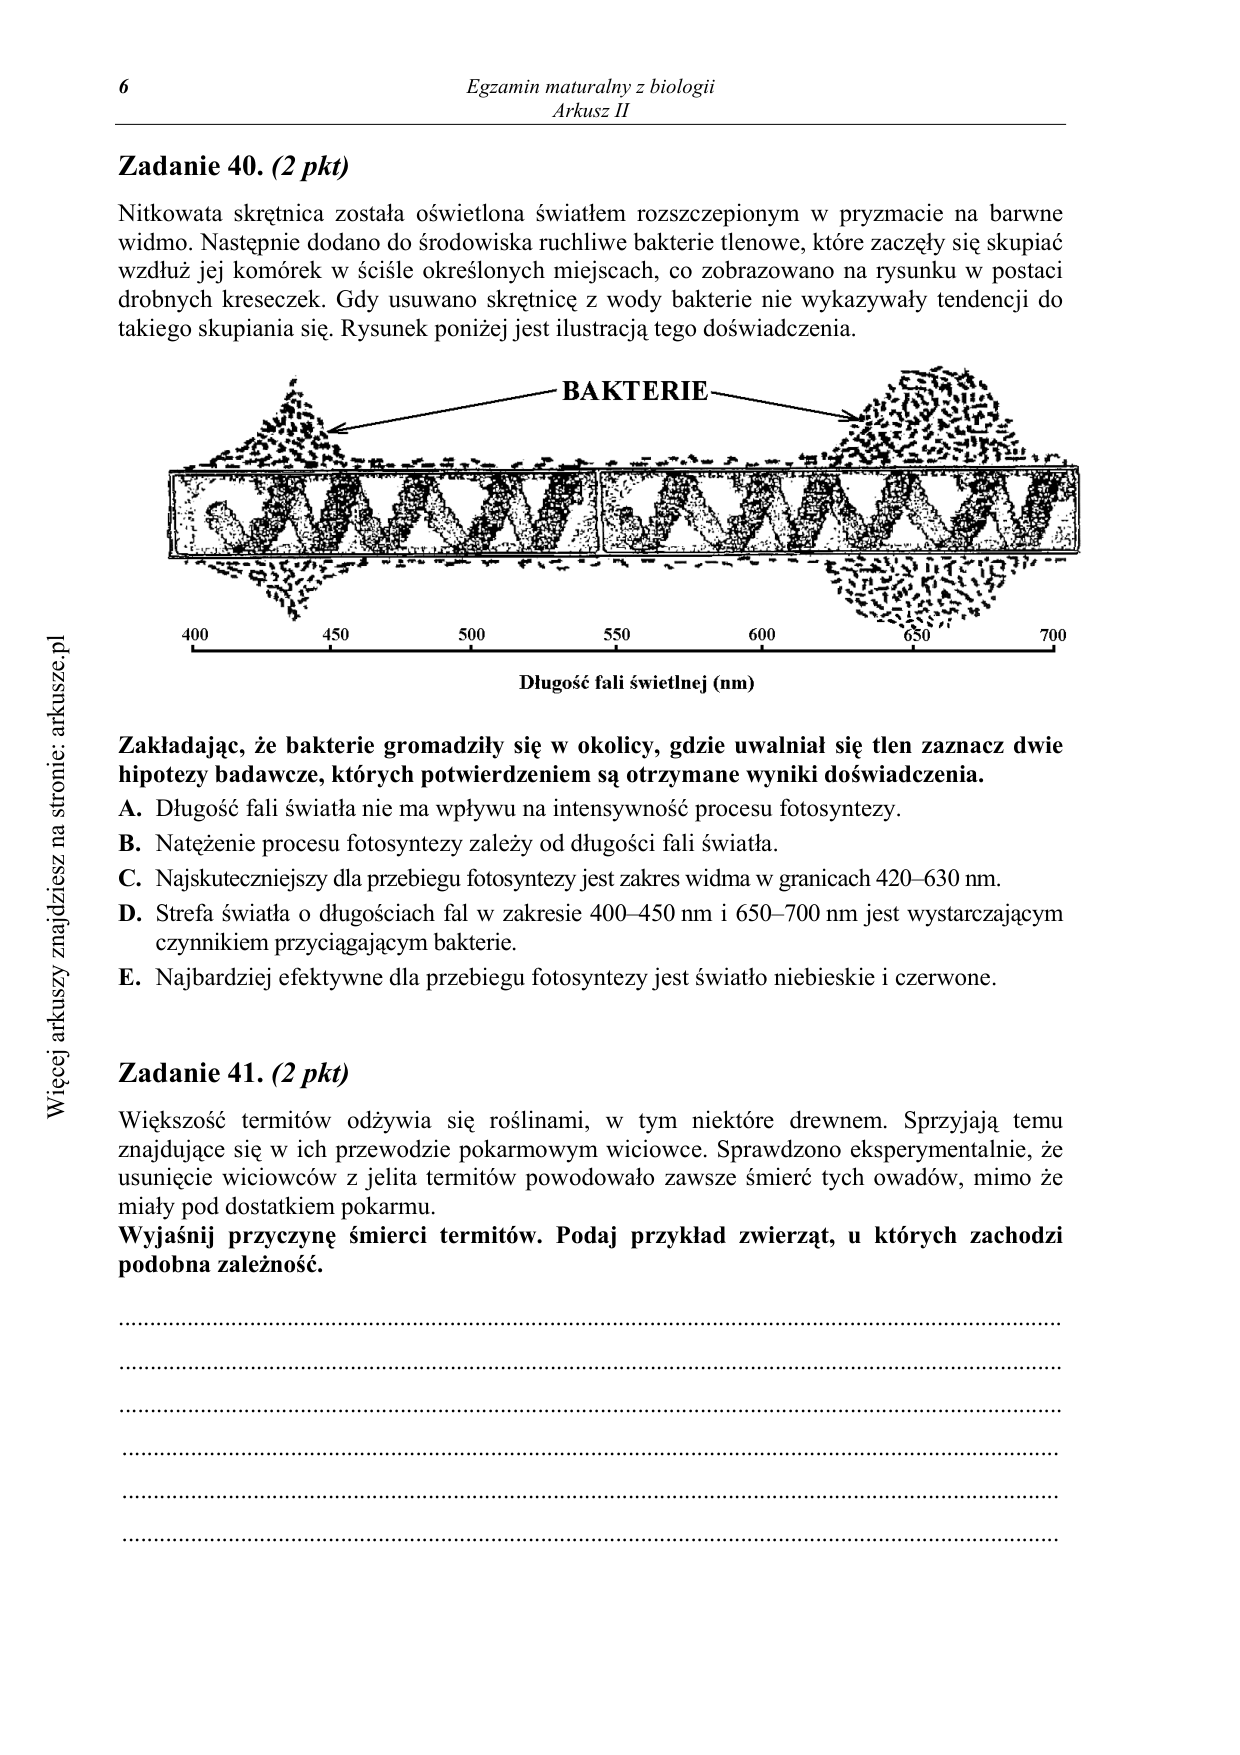 6
Egzamin maturalny z biologii
Arkusz II
Zadanie 40. (2 pkt)
Nitkowata skrętnica została oświetlona światłem rozszczepionym w pryzmacie na barwne
widmo. Następnie dodano do środowiska ruchliwe bakterie tlenowe, które zaczęły się skupiać
wzdłuż jej komórek w ściśle określonych miejscach, co zobrazowano na rysunku w postaci
drobnych kreseczek. Gdy usuwano skrętnicę z wody bakterie nie wykazywały tendencji do
takiego skupiania się. Rysunek poniżej jest ilustracją tego doświadczenia.
BAKTERIE
400 450 500 550 600 650 700
Długość fali świetlnej (nm)
Zakładając, że bakterie gromadziły się w okolicy, gdzie uwalniał się tlen zaznacz dwie
hipotezy badawcze, których potwierdzeniem są otrzymane wyniki doświadczenia.
A. Długość fali światła nie ma wpływu na intensywność procesu fotosyntezy.
B. Natężenie procesu fotosyntezy zależy od długości fali światła.
C. Najskuteczniejszy dla przebiegu fotosyntezy jest zakres widma w granicach 420–630 nm.
D. Strefa światła o długościach fal w zakresie 400–450 nm i 650–700 nm jest wystarczającym
czynnikiem przyciągającym bakterie.
E. Najbardziej efektywne dla przebiegu fotosyntezy jest światło niebieskie i czerwone.
Zadanie 41. (2 pkt)
Większość termitów odżywia się roślinami, w tym niektóre drewnem. Sprzyjają temu
znajdujące się w ich przewodzie pokarmowym wiciowce. Sprawdzono eksperymentalnie, że
usunięcie wiciowców z jelita termitów powodowało zawsze śmierć tych owadów, mimo że
miały pod dostatkiem pokarmu.
Wyjaśnij przyczynę śmierci termitów. Podaj przykład zwierząt, u których zachodzi
podobna zależność.
Więcej arkuszy znajdziesz na stronie: arkusze.pl